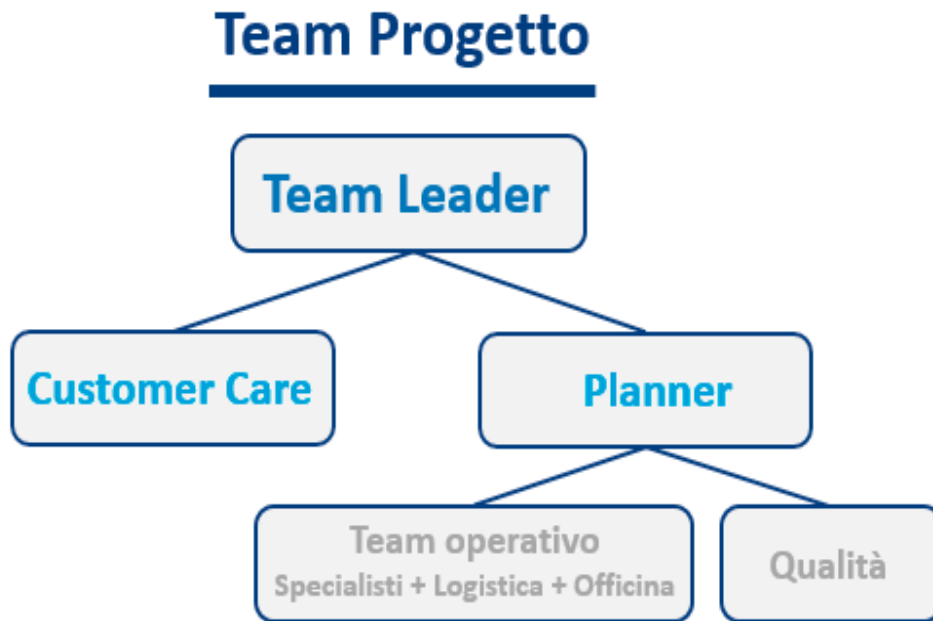 Team Progetto
Team Leader
Customer Care
Planner
Team operativo
Specialisti + Logistica + Officina
Qualità